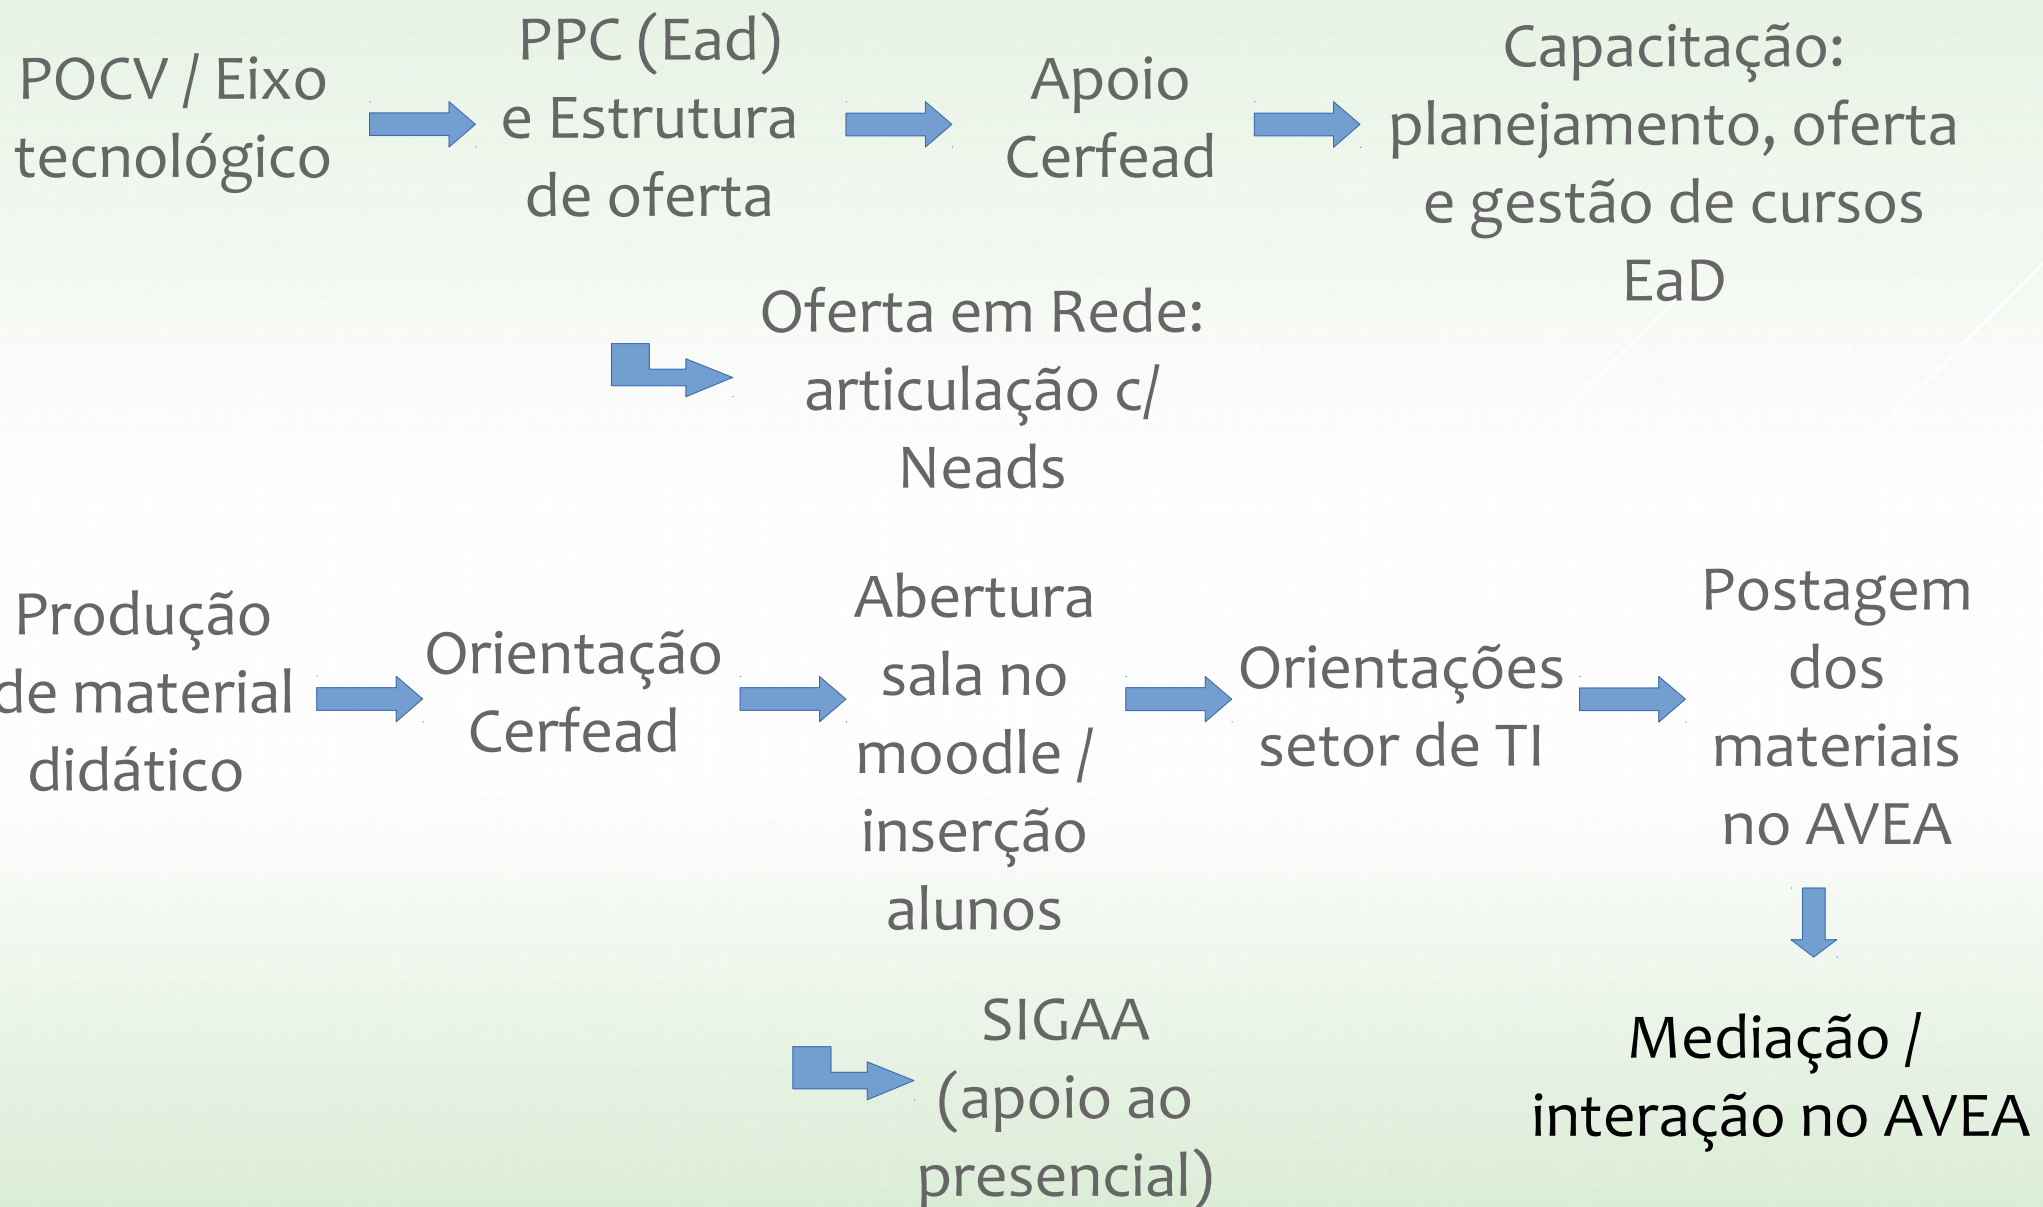 POCV / Eixo
tecnológico
PPC (Ead)
e Estrutura
de oferta
Apoio
Cerfead
Capacitação:
planejamento, oferta
e gestão de cursos
EaD
Oferta em Rede:
articulação c/
Neads
Produção
de material
didático
Orientação
Cerfead
Abertura
sala no
moodle /
inserção
alunos
Orientações
setor de TI
Postagem
dos
materiais
no AVEA
SIGAA
(apoio ao
presencial)
Mediação /
interação no AVEA